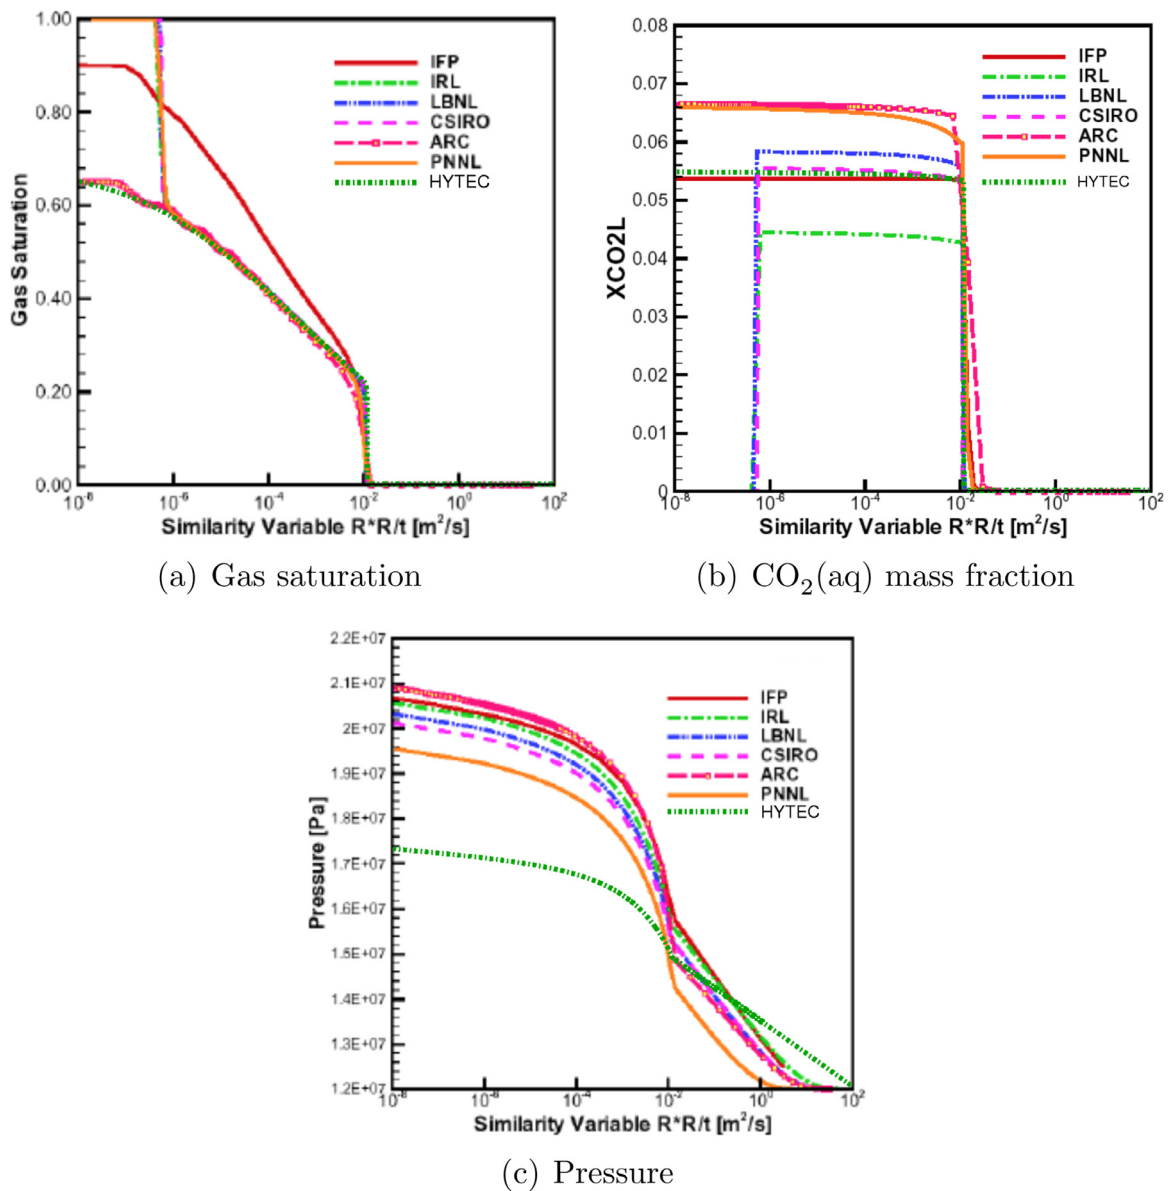 1.00
0.80
0.60
0.40
0.20
0.00
Gas Saturation
IFP
IRL
LBNL
CSIRO
ARC
PNNL
HYTEC
10⁻⁸ 10⁻⁶ 10⁻⁴ 10⁻² 10⁰ 10²
Similarity Variable R*R/t [m²/s]
(a) Gas saturation
0.08
0.07
0.06
0.05
0.04
0.03
0.02
0.01
0
XCO2L
IFP
IRL
LBNL
CSIRO
ARC
PNNL
HYTEC
10⁻⁸ 10⁻⁶ 10⁻⁴ 10⁻² 10⁰ 10²
Similarity Variable R*R/t [m²/s]
(b) CO₂(aq) mass fraction
2.2E+07
2.1E+07
2E+07
1.9E+07
1.8E+07
1.7E+07
1.6E+07
1.5E+07
1.4E+07
1.3E+07
1.2E+07
Pressure [Pa]
IFP
IRL
LBNL
CSIRO
ARC
PNNL
HYTEC
10⁻⁸ 10⁻⁶ 10⁻⁴ 10⁻² 10⁰ 10²
Similarity Variable R*R/t [m²/s]
(c) Pressure